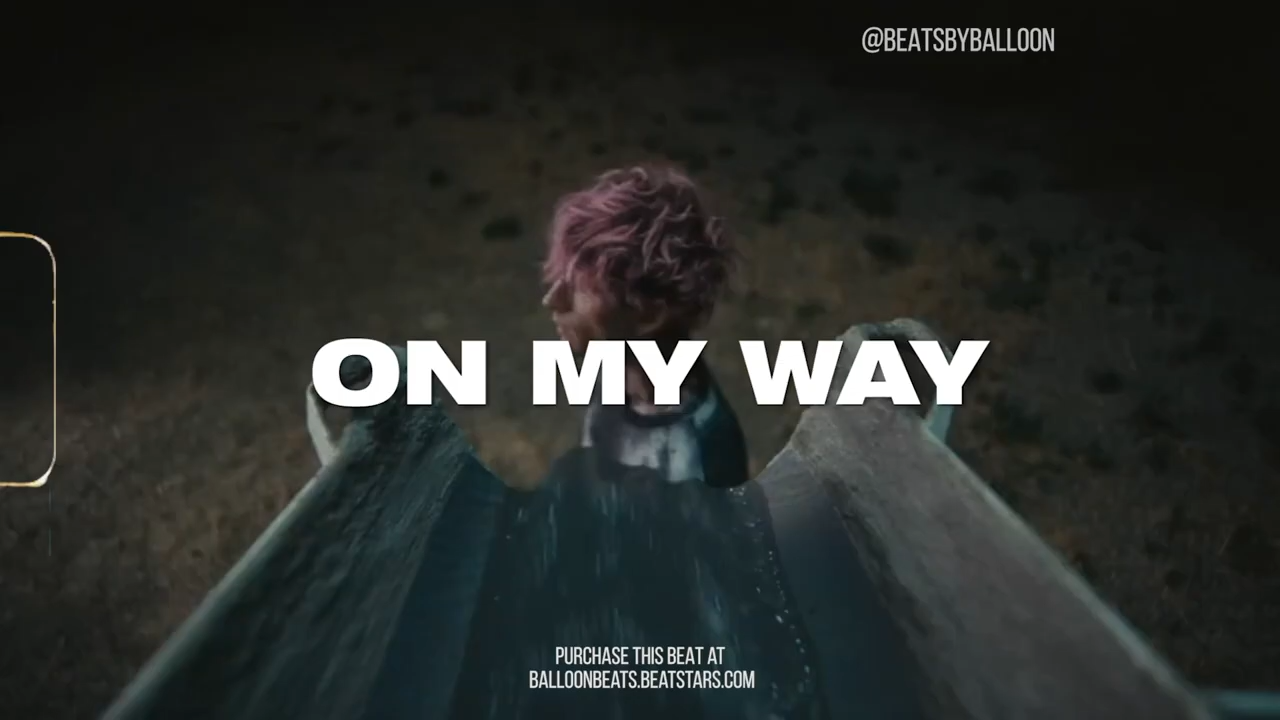 @BEATSBYBALLOON
ON MY WAY
PURCHASE THIS BEAT AT
BALLOONBEATS.BEATSTARS.COM